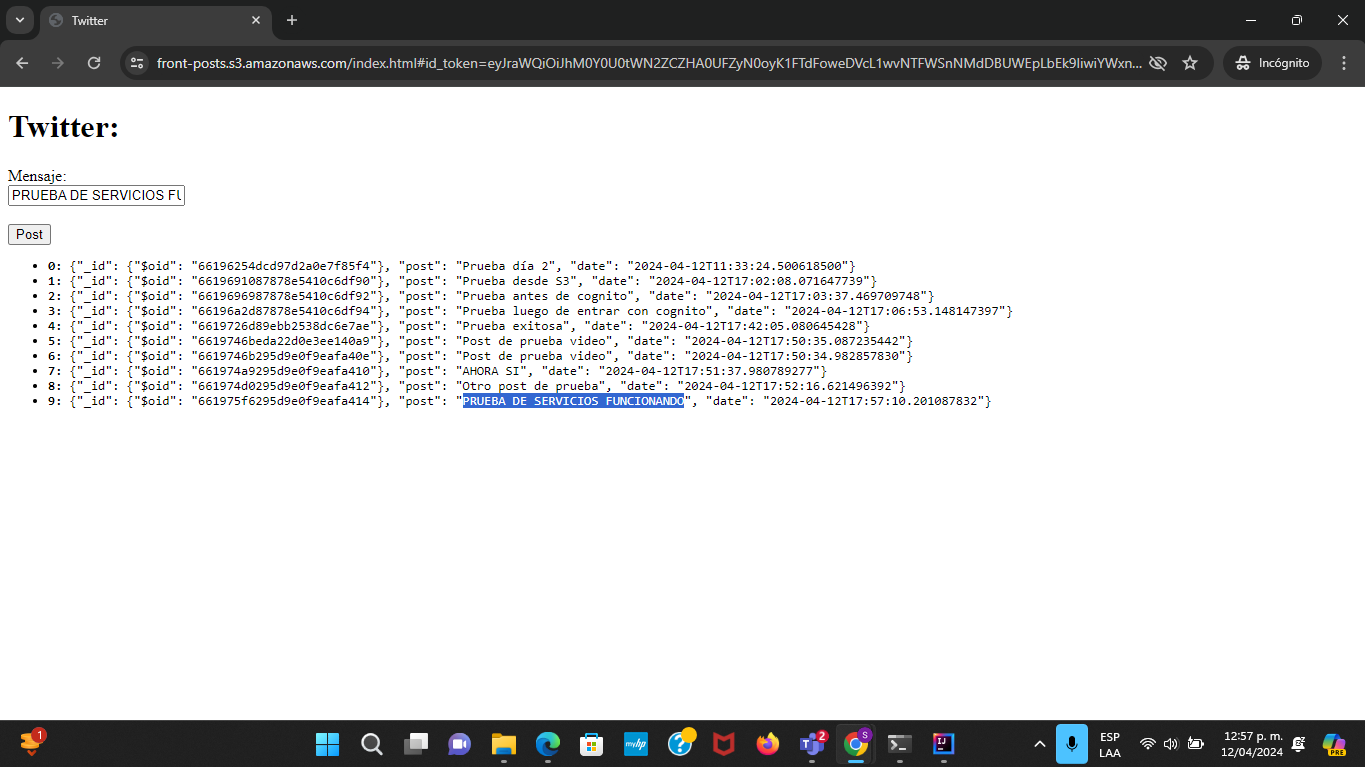 Twitter
front-posts.s3.amazonaws.com/index.html#id_token=eyJraWQiOiJhM0Y0U0tWN2ZCZHA0UFZyN0oyK1FTdFoweDVcL1wvNTFWSnNMdDBUWEpLbEk9IiwiYWxn...
Incógnito
Twitter:
Mensaje:
PRUEBA DE SERVICIOS FU
Post
0: {"_id": {"$oid": "66196254dcd97d2a0e7f85f4"}, "post": "Prueba día 2", "date": "2024-04-12T11:33:24.500618500"}
1: {"_id": {"$oid": "661969108​7878e5410c6df90"}, "post": "Prueba desde S3", "date": "2024-04-12T17:02:08.071647739"}
2: {"_id": {"$oid": "6619696987878e5410c6df92"}, "post": "Prueba antes de cognito", "date": "2024-04-12T17:03:37.469709748"}
3: {"_id": {"$oid": "66196a2d87878e5410c6df94"}, "post": "Prueba luego de entrar con cognito", "date": "2024-04-12T17:06:53.148147397"}
4: {"_id": {"$oid": "6619726d89ebb2538dc6e7ae"}, "post": "Prueba exitosa", "date": "2024-04-12T17:42:05.080645428"}
5: {"_id": {"$oid": "6619746beda22d0e3ee140a9"}, "post": "Post de prueba video", "date": "2024-04-12T17:50:35.087235442"}
6: {"_id": {"$oid": "6619746b295d9e0f9eafa40e"}, "post": "Post de prueba video", "date": "2024-04-12T17:50:34.982857830"}
7: {"_id": {"$oid": "661974a9295d9e0f9eafa410"}, "post": "AHORA SI", "date": "2024-04-12T17:51:37.980789277"}
8: {"_id": {"$oid": "661974d0295d9e0f9eafa412"}, "post": "Otro post de prueba", "date": "2024-04-12T17:52:16.621496392"}
9: {"_id": {"$oid": "661975f6295d9e0f9eafa414"}, "post": "PRUEBA DE SERVICIOS FUNCIONANDO", "date": "2024-04-12T17:57:10.201087832"}
1
myhp
2
S
IJ
ESP
LAA
12:57 p. m.
12/04/2024
PRE